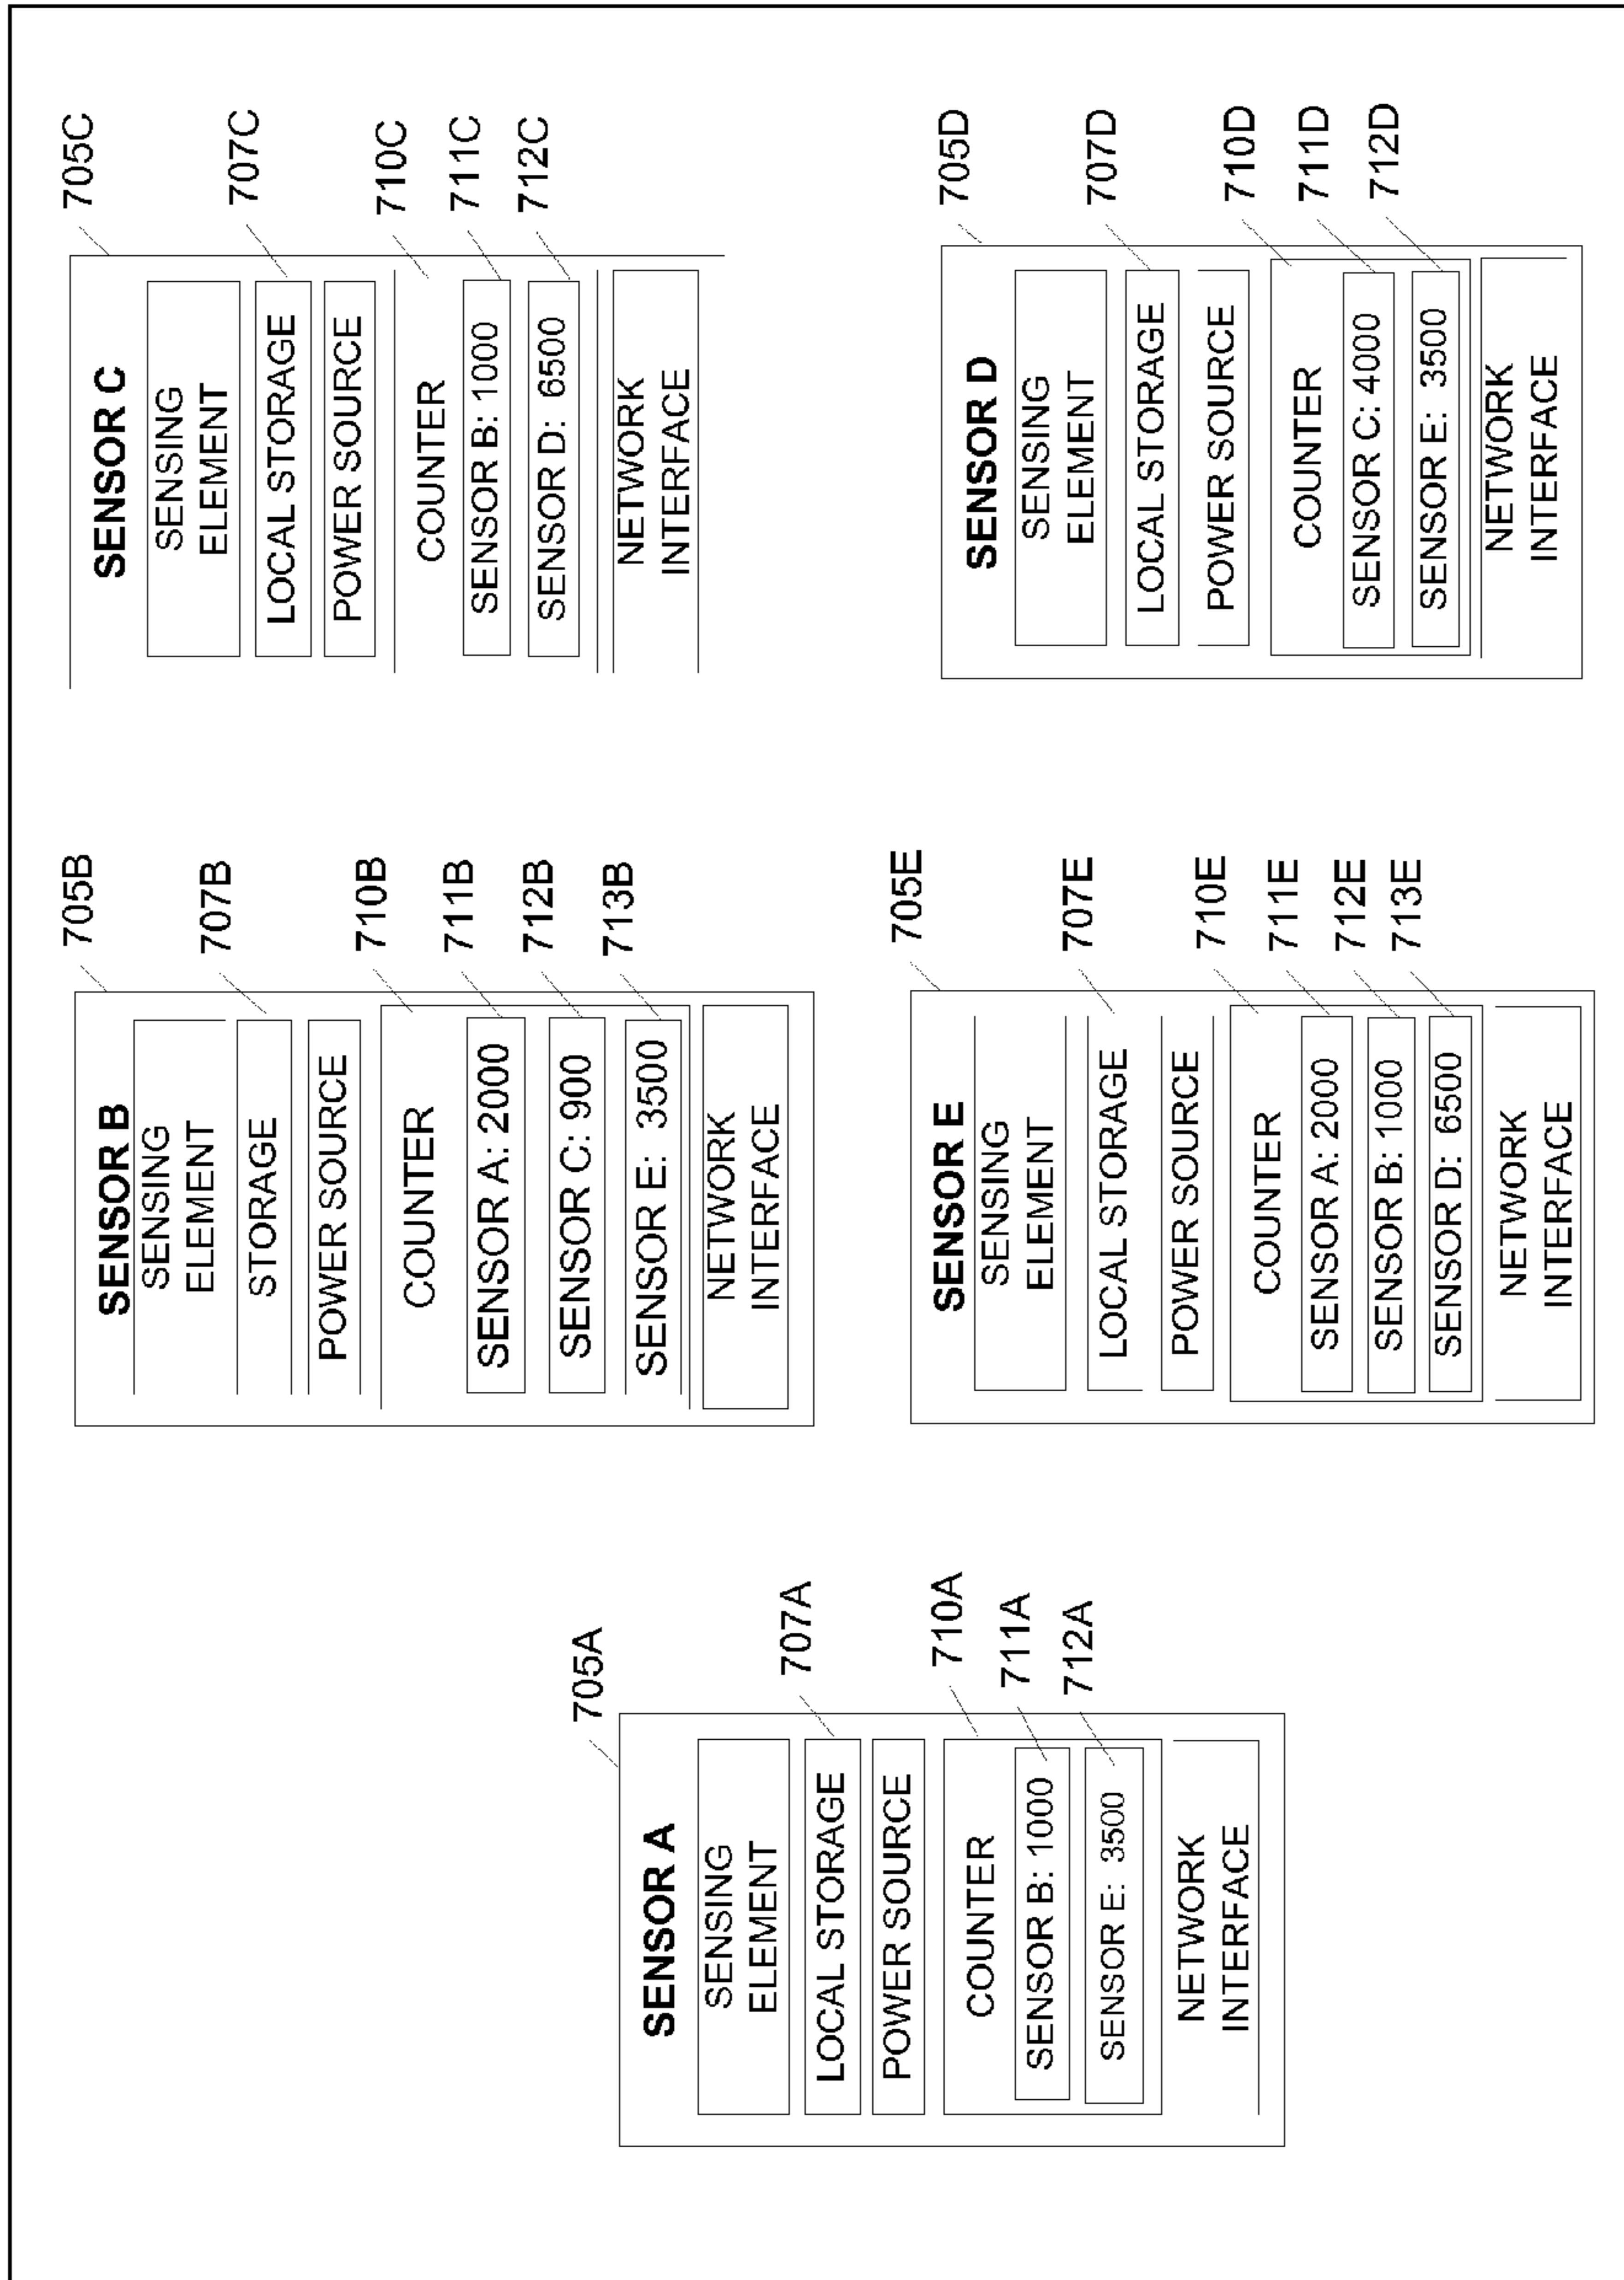 705A
SENSOR A
SENSING
ELEMENT
707A
LOCAL STORAGE
POWER SOURCE
710A
COUNTER
711A
SENSOR B: 1000
712A
SENSOR E: 3500
NETWORK
INTERFACE
705B
SENSOR B
SENSING
ELEMENT
707B
STORAGE
POWER SOURCE
710B
COUNTER
711B
SENSOR A: 2000
712B
SENSOR C: 900
713B
SENSOR E: 3500
NETWORK
INTERFACE
705C
SENSOR C
SENSING
ELEMENT
707C
LOCAL STORAGE
POWER SOURCE
710C
COUNTER
711C
SENSOR B: 1000
712C
SENSOR D: 6500
NETWORK
INTERFACE
705E
SENSOR E
SENSING
ELEMENT
707E
LOCAL STORAGE
POWER SOURCE
710E
COUNTER
711E
SENSOR A: 2000
712E
SENSOR B: 1000
713E
SENSOR D: 6500
NETWORK
INTERFACE
705D
SENSOR D
SENSING
ELEMENT
707D
LOCAL STORAGE
POWER SOURCE
710D
COUNTER
711D
SENSOR C: 4000
712D
SENSOR E: 3500
NETWORK
INTERFACE